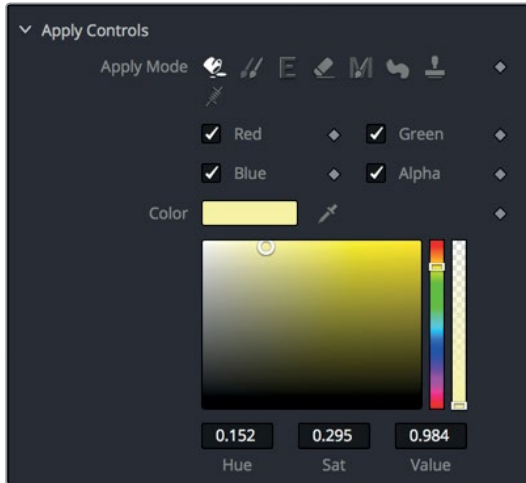 Apply Controls
Apply Mode
Red Green
Blue Alpha
Color
0.152 0.295 0.984
Hue Sat Value